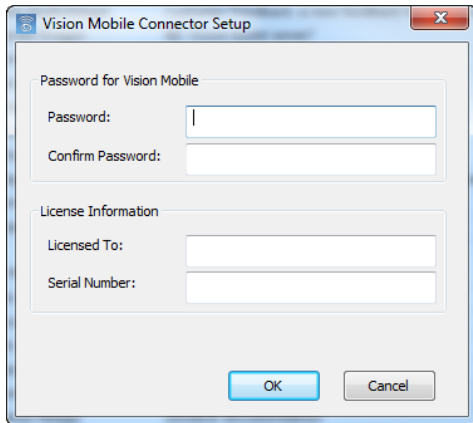 Vision Mobile Connector Setup
Password for Vision Mobile
Password:
Confirm Password:
License Information
Licensed To:
Serial Number:
OK Cancel